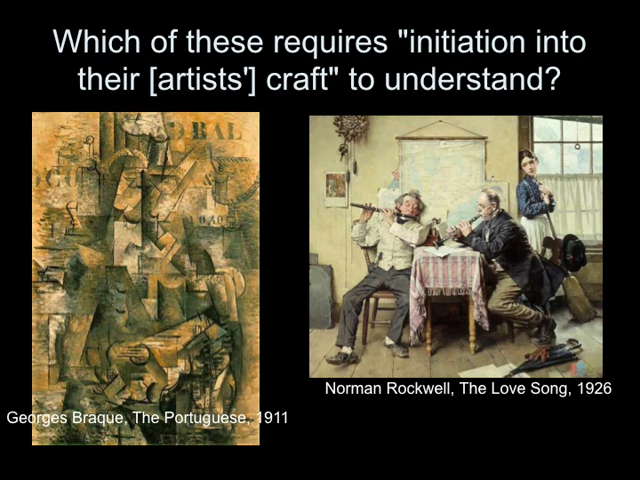 Which of these requires "initiation into
their [artists'] craft" to understand?
D BAL
Norman Rockwell, The Love Song, 1926
Georges Braque, The Portuguese, 1911